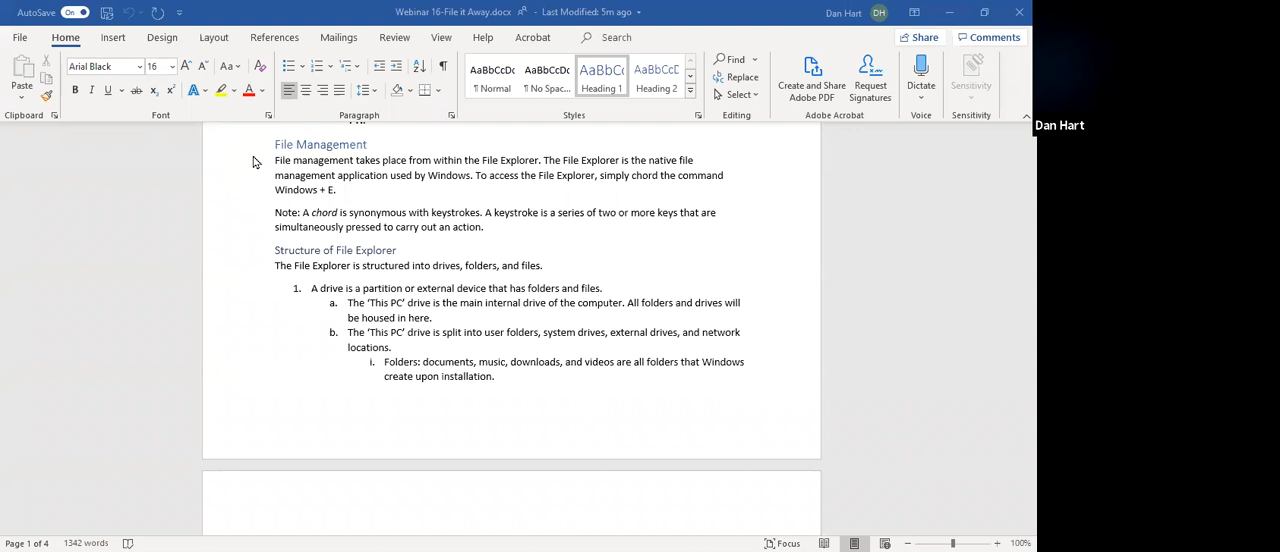 AutoSave On Webinar 16-File it Away.docx - Last Modified: 5m ago Dan Hart DH
File Home Insert Design Layout References Mailings Review View Help Acrobat Search Share Comments
Arial Black 16 Aa A AaBbCcDc AaBbCcDc AaBbCc AaBbCcD Find
Paste B I U ab x₂ x² A A ¶ Normal ¶ No Spac... Heading 1 Heading 2 Replace Create and Share Request Dictate Sensitivity
Select Adobe PDF Signatures
Clipboard Font Paragraph Styles Editing Adobe Acrobat Voice Sensitivity
Dan Hart
File Management
File management takes place from within the File Explorer. The File Explorer is the native file
management application used by Windows. To access the File Explorer, simply chord the command
Windows + E.
Note: A chord is synonymous with keystrokes. A keystroke is a series of two or more keys that are
simultaneously pressed to carry out an action.
Structure of File Explorer
The File Explorer is structured into drives, folders, and files.
1. A drive is a partition or external device that has folders and files.
a. The ‘This PC’ drive is the main internal drive of the computer. All folders and drives will
be housed in here.
b. The ‘This PC’ drive is split into user folders, system drives, external drives, and network
locations.
i. Folders: documents, music, downloads, and videos are all folders that Windows
create upon installation.
Page 1 of 4 1342 words Focus 100%